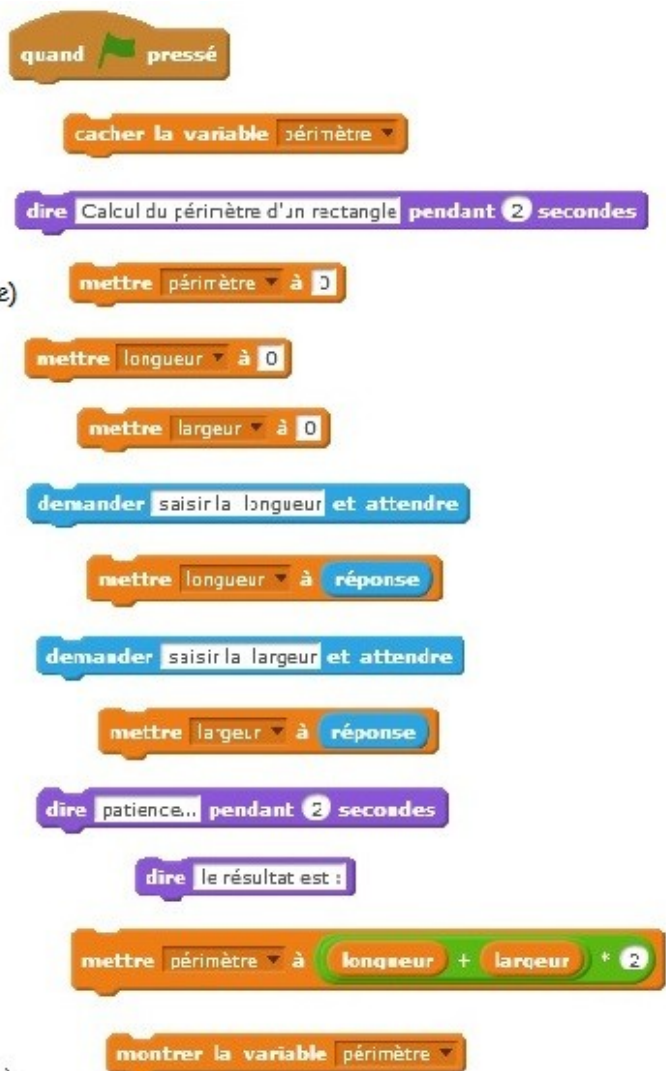 quand pressé
cacher la variable périmètre
dire Calcul du périmètre d'un rectangle pendant 2 secondes
mettre périmètre à 0
mettre longueur à 0
mettre largeur à 0
demander saisir la longueur et attendre
mettre longueur à réponse
demander saisir la largeur et attendre
mettre largeur à réponse
dire patience... pendant 2 secondes
dire le résultat est :
mettre périmètre à longueur + largeur * 2
montrer la variable périmètre